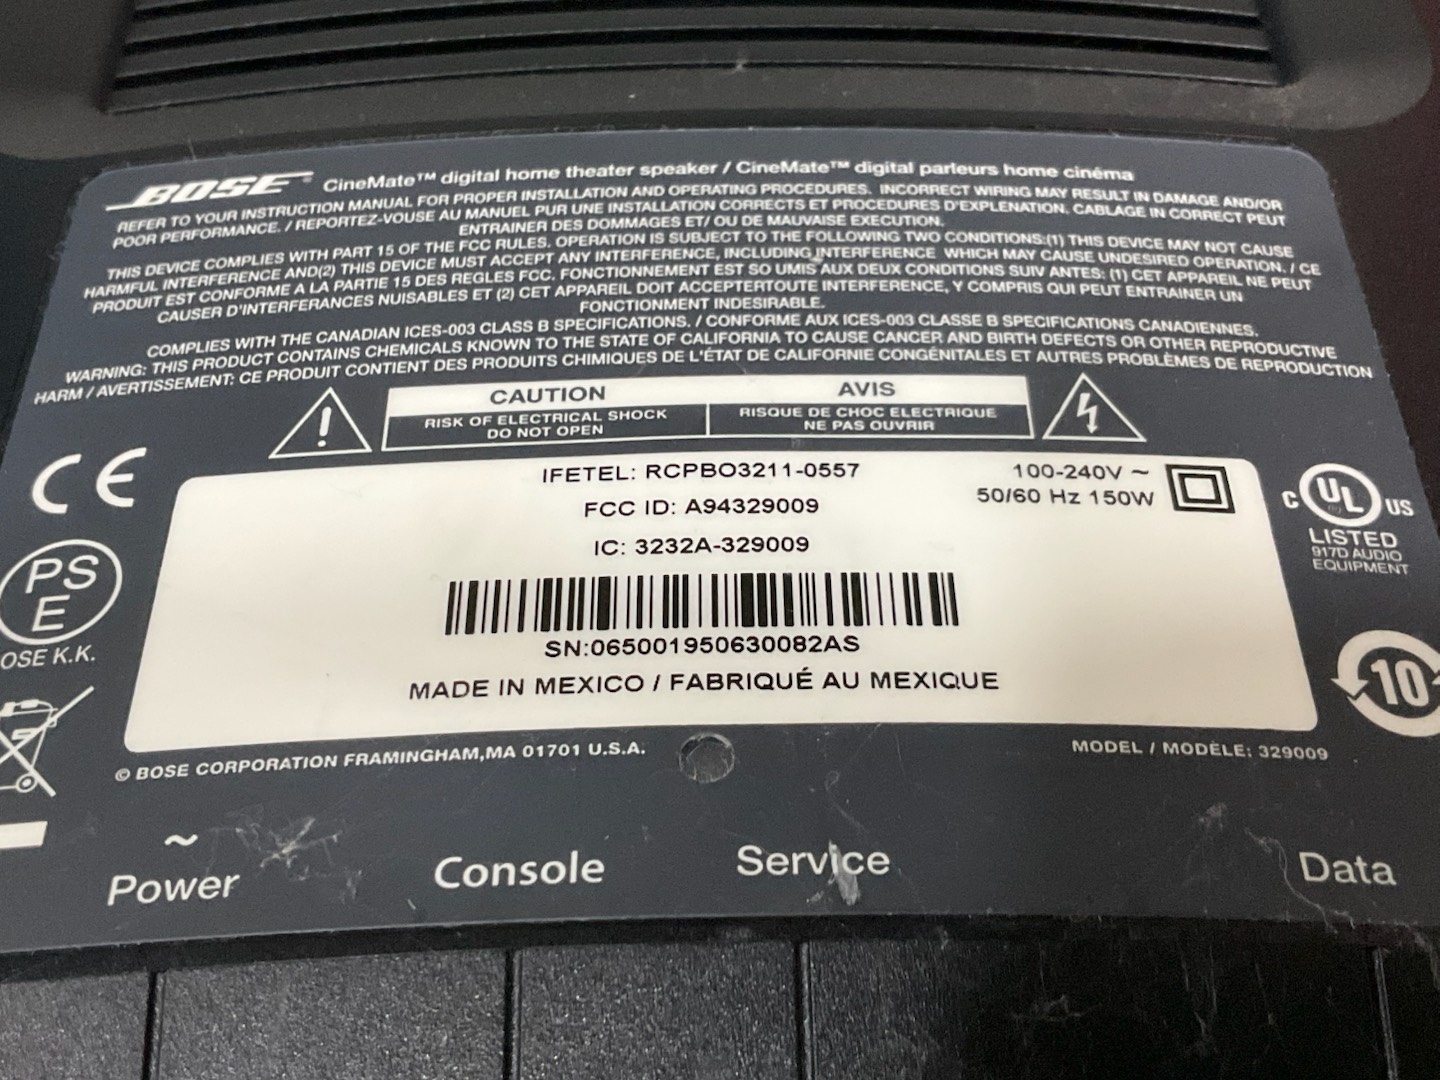 BOSE® CineMate™ digital home theater speaker / CineMate™ digital parleurs home cinéma
REFER TO YOUR INSTRUCTION MANUAL FOR PROPER INSTALLATION AND OPERATING PROCEDURES. INCORRECT WIRING MAY RESULT IN DAMAGE AND/OR
POOR PERFORMANCE. / REPORTEZ-VOUSE AU MANUEL PUR UNE INSTALLATION CORRECTS ET PROCEDURES D'EXPLENATION. CABLAGE IN CORRECT PEUT
ENTRAINER DES DOMMAGES ET/ OU DE MAUVAISE EXECUTION.
THIS DEVICE COMPLIES WITH PART 15 OF THE FCC RULES. OPERATION IS SUBJECT TO THE FOLLOWING TWO CONDITIONS:(1) THIS DEVICE MAY NOT CAUSE
HARMFUL INTERFERENCE AND(2) THIS DEVICE MUST ACCEPT ANY INTERFERENCE, INCLUDING INTERFERENCE WHICH MAY CAUSE UNDESIRED OPERATION. / CE
PRODUIT EST CONFORME A LA PARTIE 15 DES REGLES FCC. FONCTIONNEMENT EST SO UMIS AUX DEUX CONDITIONS SUIV ANTES: (1) CET APPAREIL NE PEUT
CAUSER D'INTERFERANCES NUISABLES ET (2) CET APPAREIL DOIT ACCEPTERTOUTE INTERFERENCE, Y COMPRIS QUI PEUT ENTRAINER UN
FONCTIONMENT INDESIRABLE.
COMPLIES WITH THE CANADIAN ICES-003 CLASS B SPECIFICATIONS. / CONFORME AUX ICES-003 CLASSE B SPECIFICATIONS CANADIENNES.
WARNING: THIS PRODUCT CONTAINS CHEMICALS KNOWN TO THE STATE OF CALIFORNIA TO CAUSE CANCER AND BIRTH DEFECTS OR OTHER REPRODUCTIVE
HARM / AVERTISSEMENT: CE PRODUIT CONTIENT DES PRODUITS CHIMIQUES DE L'ÉTAT DE CALIFORNIE CONGÉNITALES ET AUTRES PROBLÈMES DE REPRODUCTION
CAUTION
RISK OF ELECTRICAL SHOCK
DO NOT OPEN
AVIS
RISQUE DE CHOC ELECTRIQUE
NE PAS OUVRIR
CE
PS
E
OSE K.K.
IFETEL: RCPBO3211-0557
FCC ID: A94329009
IC: 3232A-329009
100-240V ~
50/60 Hz 150W
SN:065001950630082AS
MADE IN MEXICO / FABRIQUÉ AU MEXIQUE
C UL US
LISTED
917D AUDIO
EQUIPMENT
10
© BOSE CORPORATION FRAMINGHAM,MA 01701 U.S.A.
MODEL / MODÈLE: 329009
~
Power
Console
Service
Data